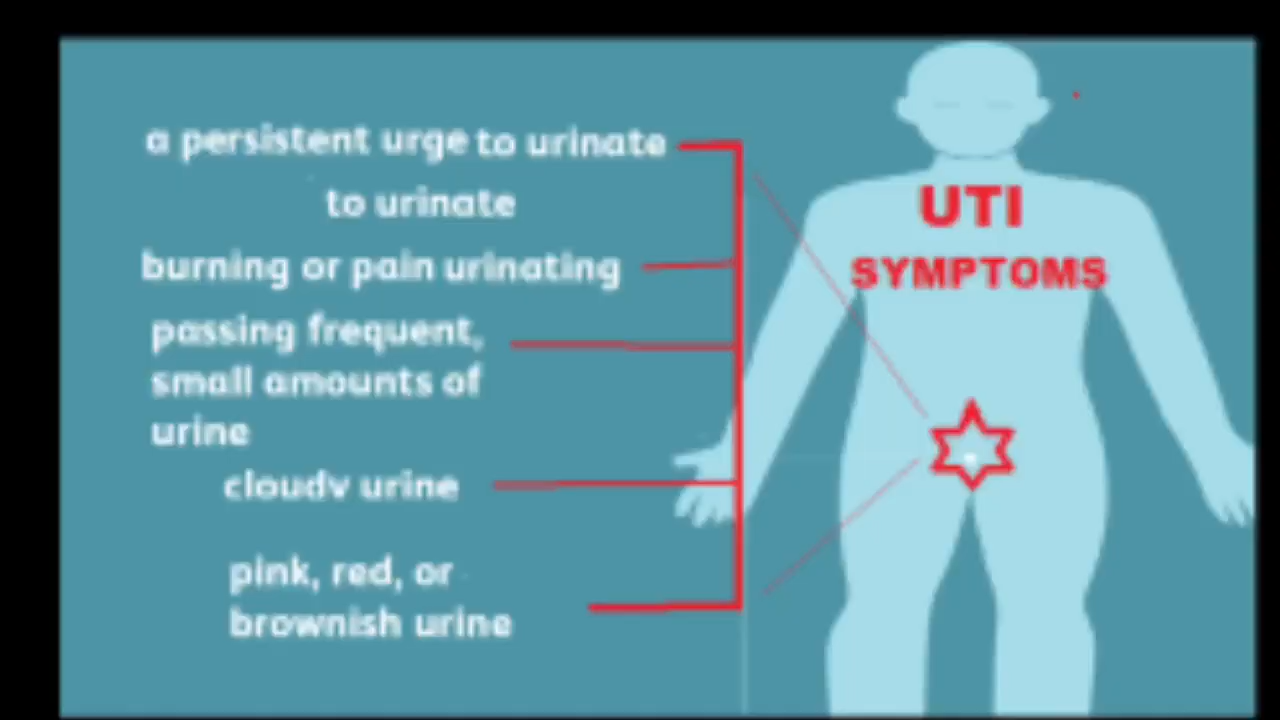 a persistent urge to urinate
to urinate
burning or pain urinating
passing frequent,
small amounts of
urine
cloudy urine
pink, red, or
brownish urine
UTI
SYMPTOMS